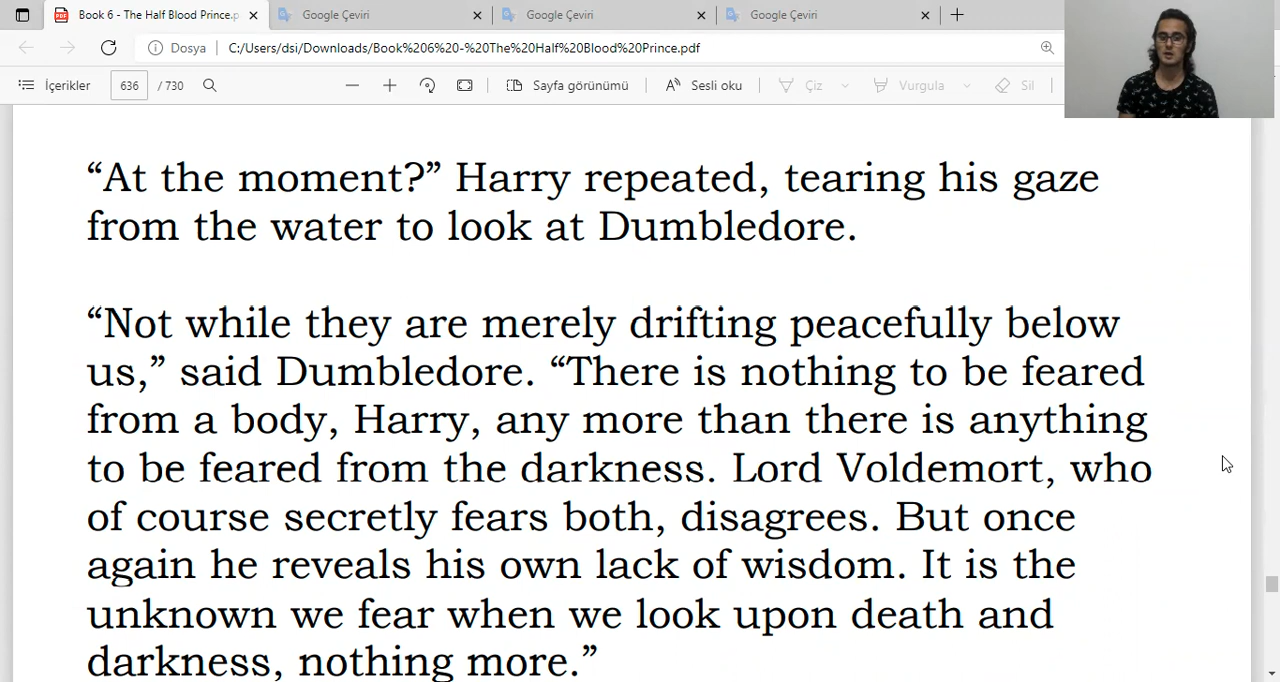 Book 6 - The Half Blood Prince.p
Google Çeviri
Google Çeviri
Google Çeviri
Dosya
C:/Users/dsi/Downloads/Book%206%20-%20The%20Half%20Blood%20Prince.pdf
İçerikler
636
/ 730
Sayfa görünümü
Sesli oku
Çiz
Vurgula
Sil
“At the moment?” Harry repeated, tearing his gaze
from the water to look at Dumbledore.
“Not while they are merely drifting peacefully below
us,” said Dumbledore. “There is nothing to be feared
from a body, Harry, any more than there is anything
to be feared from the darkness. Lord Voldemort, who
of course secretly fears both, disagrees. But once
again he reveals his own lack of wisdom. It is the
unknown we fear when we look upon death and
darkness, nothing more.”